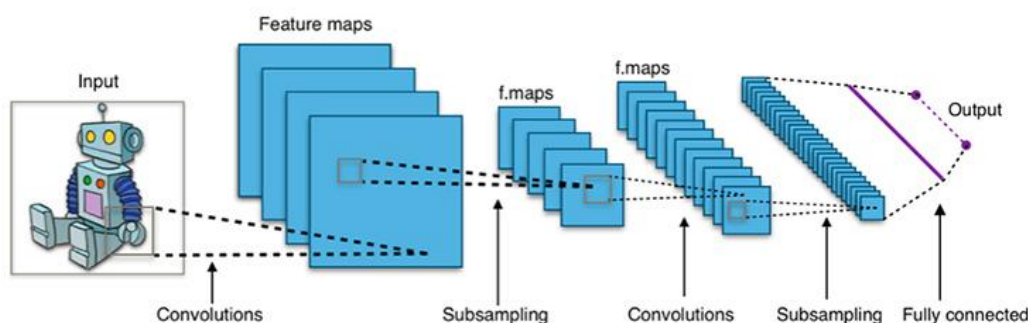 Feature maps
Input
f.maps
f.maps
Output
Convolutions
Subsampling
Convolutions
Subsampling
Fully connected